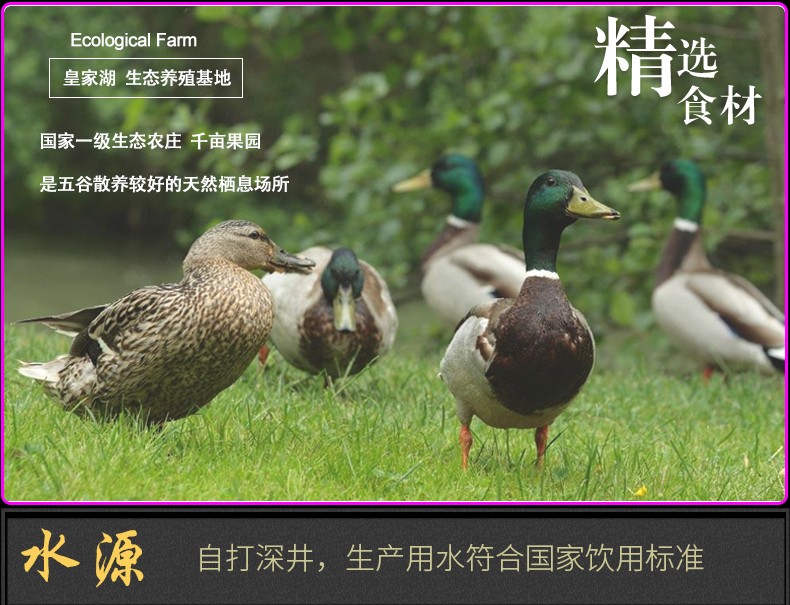 Ecological Farm
皇家湖 生态养殖基地
精选
食材
国家一级生态农庄 千亩果园
是五谷散养较好的天然栖息场所
水源
自打深井，生产用水符合国家饮用标准